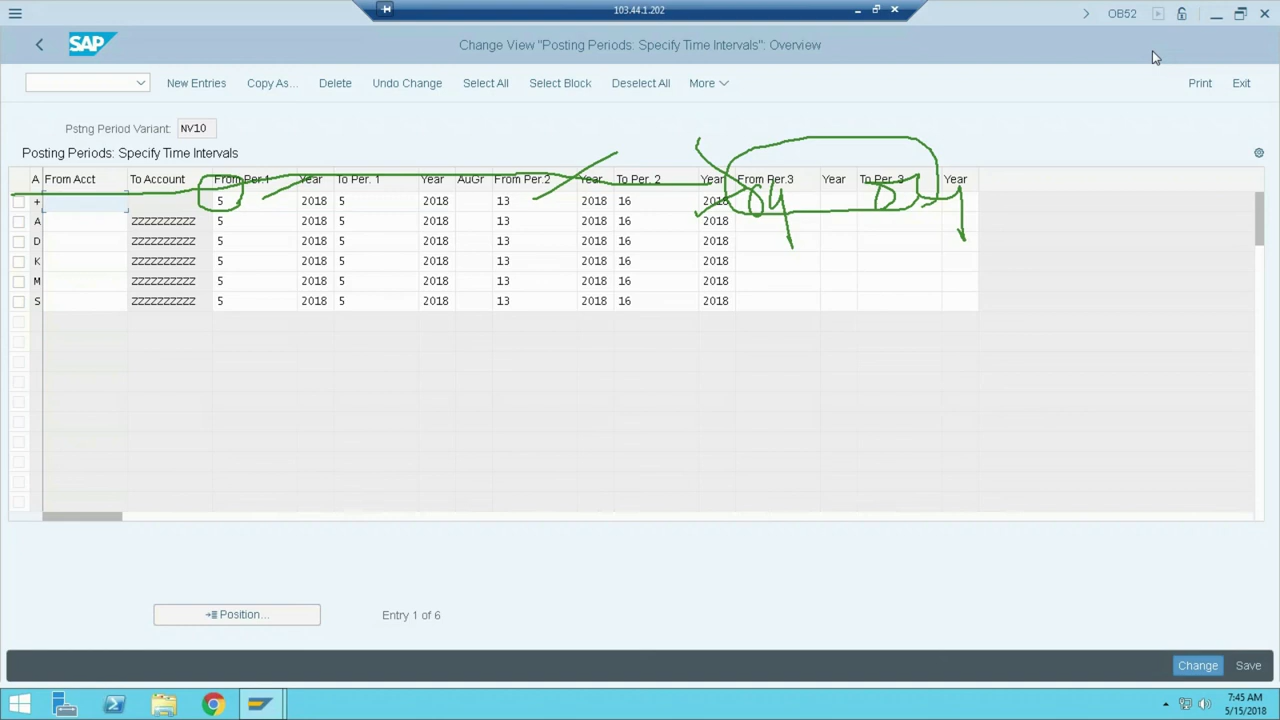 103.44.1.202
OB52
SAP
Change View "Posting Periods: Specify Time Intervals": Overview
New Entries Copy As... Delete Undo Change Select All Select Block Deselect All More Print Exit
Pstng Period Variant: NV10
Posting Periods: Specify Time Intervals
A From Acct To Account From Per.1 Year To Per. 1 Year AuGr From Per.2 Year To Per. 2 Year From Per.3 Year To Per. 3 Year
+ 5 2018 5 2018 13 2018 16 2018
A ZZZZZZZZZZ 5 2018 5 2018 13 2018 16 2018
D ZZZZZZZZZZ 5 2018 5 2018 13 2018 16 2018
K ZZZZZZZZZZ 5 2018 5 2018 13 2018 16 2018
M ZZZZZZZZZZ 5 2018 5 2018 13 2018 16 2018
S ZZZZZZZZZZ 5 2018 5 2018 13 2018 16 2018
Position... Entry 1 of 6
Change Save
7:45 AM
5/15/2018